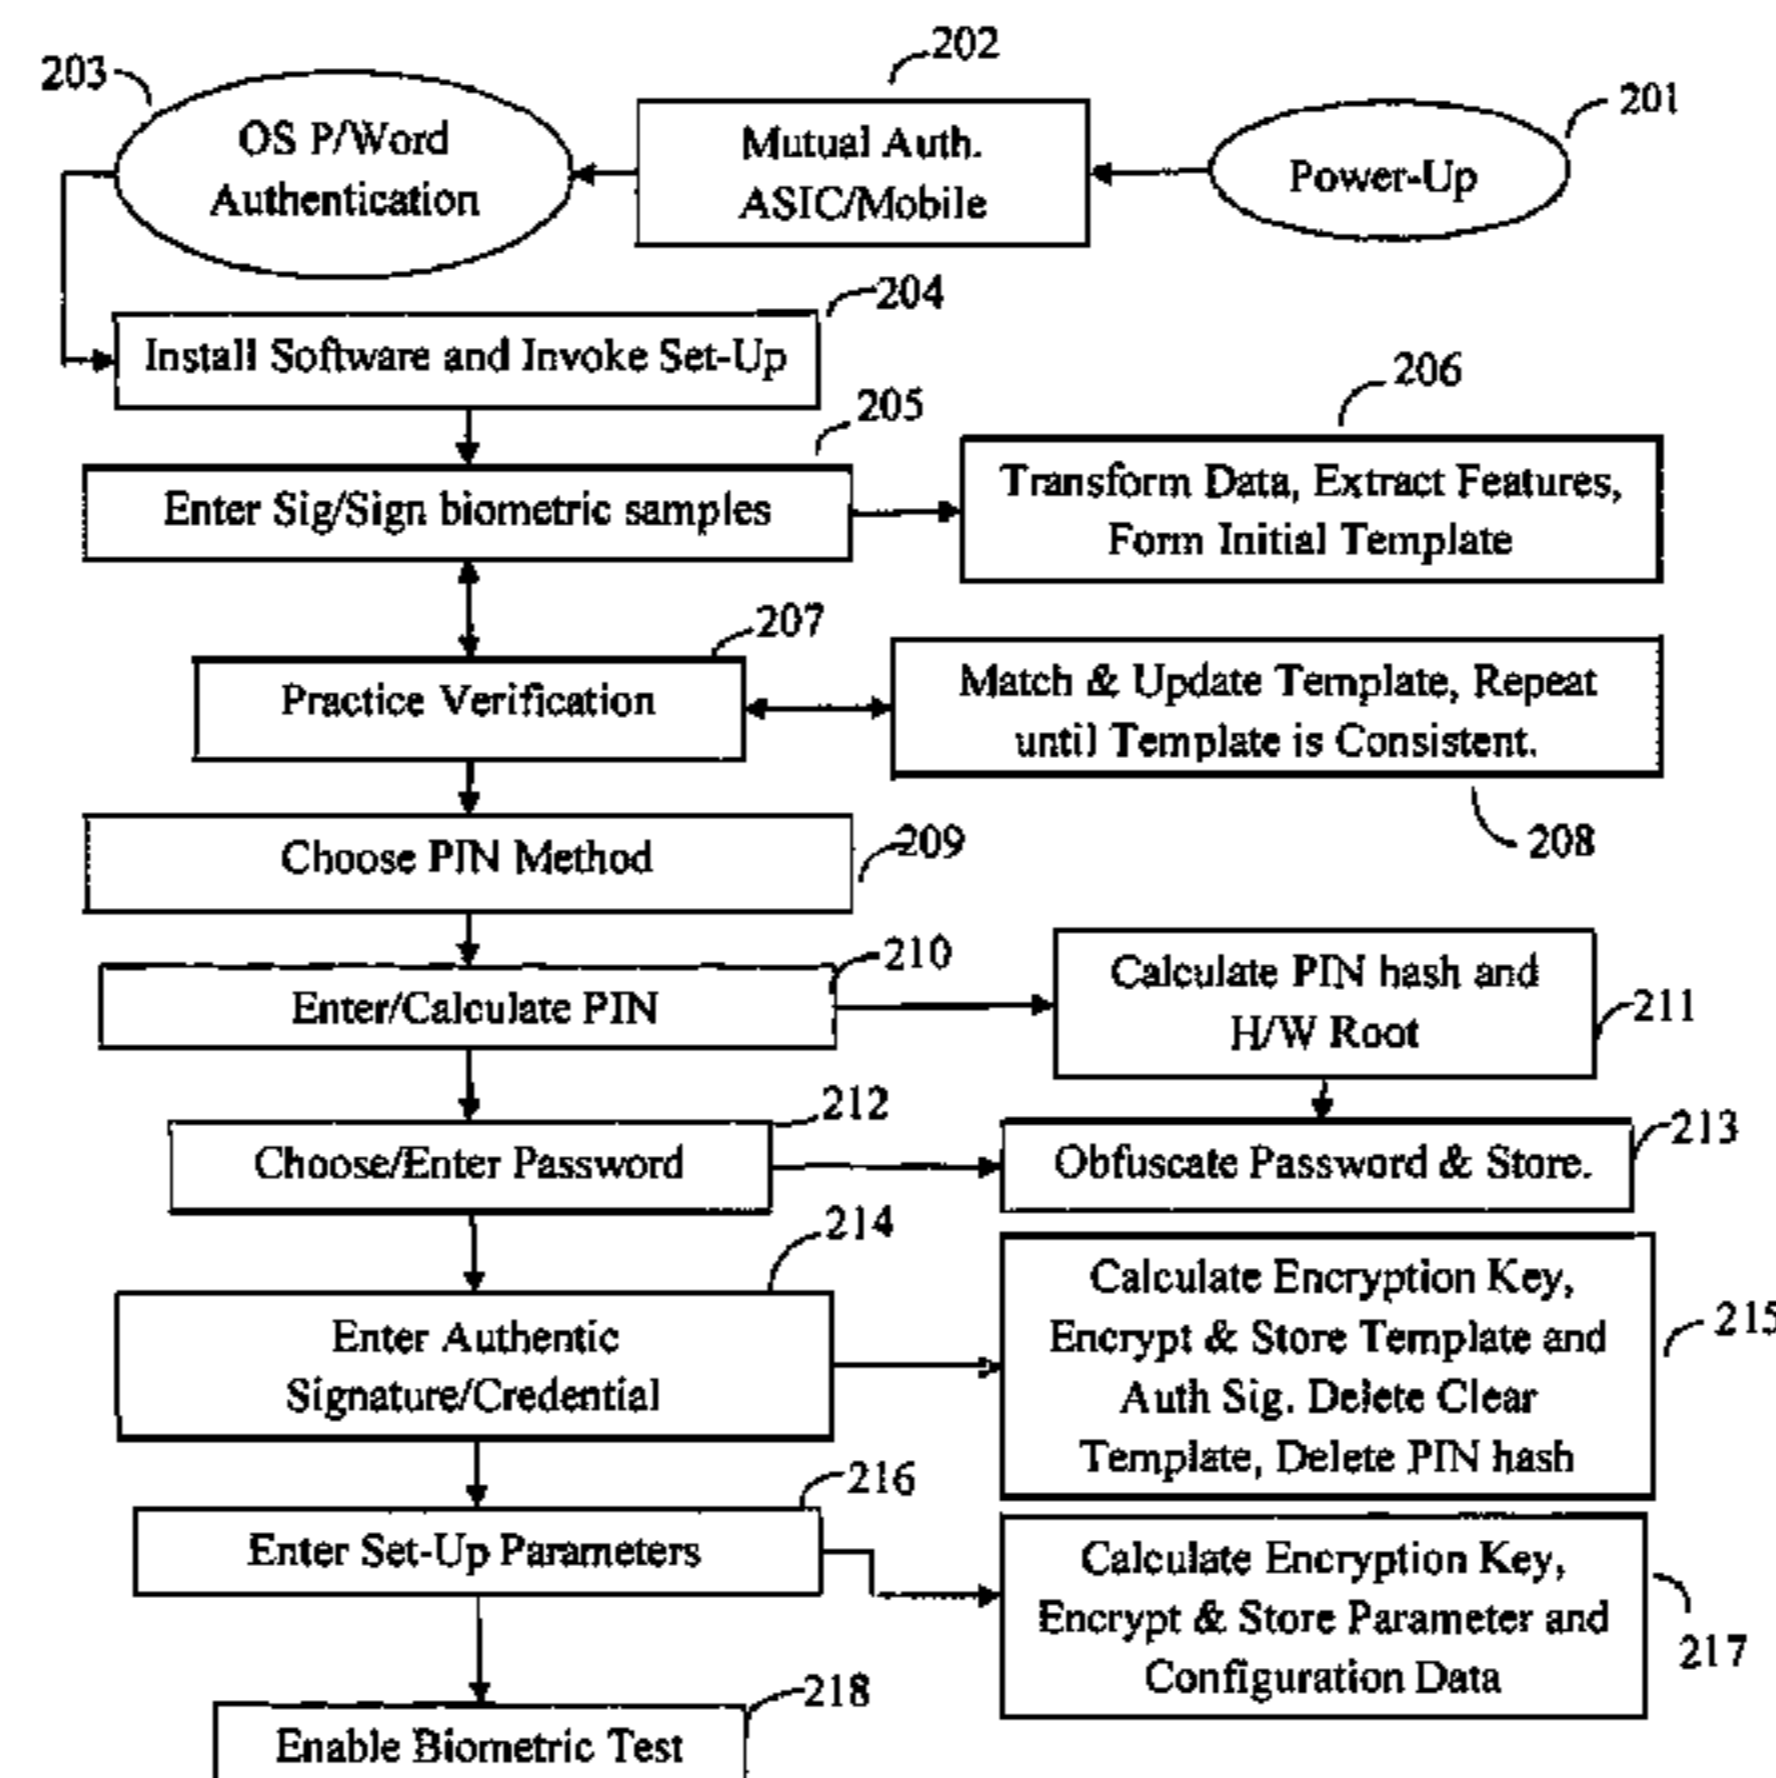 202
203
201
OS P/Word
Authentication
Mutual Auth.
ASIC/Mobile
Power-Up
204
Install Software and Invoke Set-Up
205
206
Enter Sig/Sign biometric samples
Transform Data, Extract Features,
Form Initial Template
207
Practice Verification
Match & Update Template, Repeat
until Template is Consistent.
208
Choose PIN Method
209
210
Enter/Calculate PIN
Calculate PIN hash and
H/W Root
211
212
Choose/Enter Password
Obfuscate Password & Store.
213
214
Enter Authentic
Signature/Credential
Calculate Encryption Key,
Encrypt & Store Template and
Auth Sig. Delete Clear
Template, Delete PIN hash
215
216
Enter Set-Up Parameters
Calculate Encryption Key,
Encrypt & Store Parameter and
Configuration Data
217
218
Enable Biometric Test